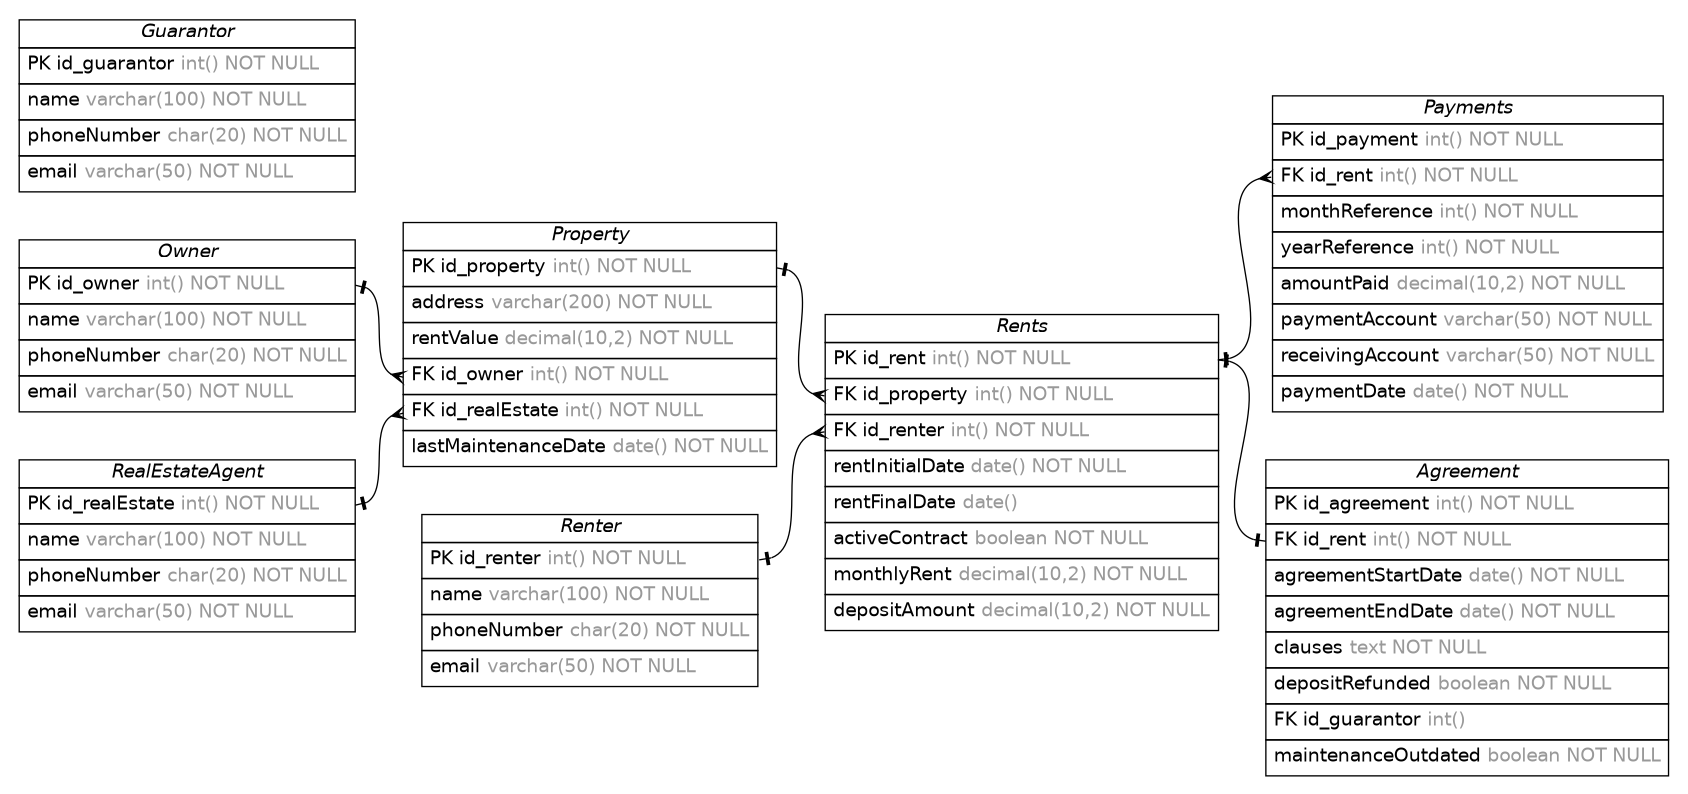 Guarantor
PK id_guarantor int() NOT NULL
name varchar(100) NOT NULL
phoneNumber char(20) NOT NULL
email varchar(50) NOT NULL
Owner
PK id_owner int() NOT NULL
name varchar(100) NOT NULL
phoneNumber char(20) NOT NULL
email varchar(50) NOT NULL
RealEstateAgent
PK id_realEstate int() NOT NULL
name varchar(100) NOT NULL
phoneNumber char(20) NOT NULL
email varchar(50) NOT NULL
Property
PK id_property int() NOT NULL
address varchar(200) NOT NULL
rentValue decimal(10,2) NOT NULL
FK id_owner int() NOT NULL
FK id_realEstate int() NOT NULL
lastMaintenanceDate date() NOT NULL
Renter
PK id_renter int() NOT NULL
name varchar(100) NOT NULL
phoneNumber char(20) NOT NULL
email varchar(50) NOT NULL
Rents
PK id_rent int() NOT NULL
FK id_property int() NOT NULL
FK id_renter int() NOT NULL
rentInitialDate date() NOT NULL
rentFinalDate date()
activeContract boolean NOT NULL
monthlyRent decimal(10,2) NOT NULL
depositAmount decimal(10,2) NOT NULL
Payments
PK id_payment int() NOT NULL
FK id_rent int() NOT NULL
monthReference int() NOT NULL
yearReference int() NOT NULL
amountPaid decimal(10,2) NOT NULL
paymentAccount varchar(50) NOT NULL
receivingAccount varchar(50) NOT NULL
paymentDate date() NOT NULL
Agreement
PK id_agreement int() NOT NULL
FK id_rent int() NOT NULL
agreementStartDate date() NOT NULL
agreementEndDate date() NOT NULL
clauses text NOT NULL
depositRefunded boolean NOT NULL
FK id_guarantor int()
maintenanceOutdated boolean NOT NULL